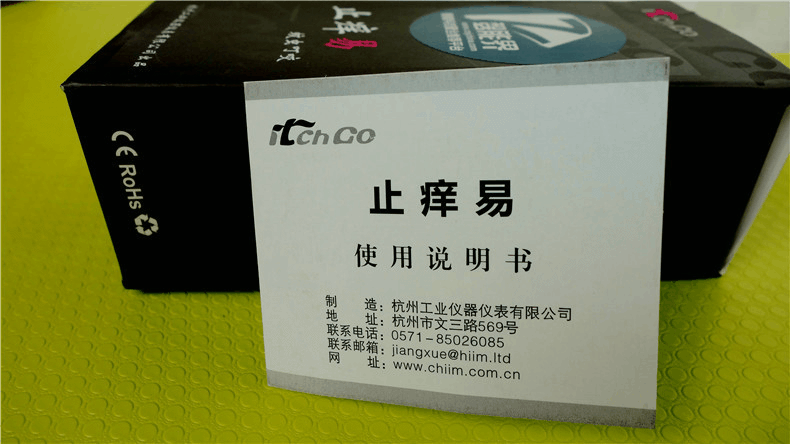 止痒易
itchGo
CE RoHs
itchGo
止痒易
使用说明书
制 造：杭州工业仪器仪表有限公司
地 址：杭州市文三路569号
联系电话：0571-85026085
联系邮箱：jiangxue@hiim.ltd
网 址：www.chiim.com.cn